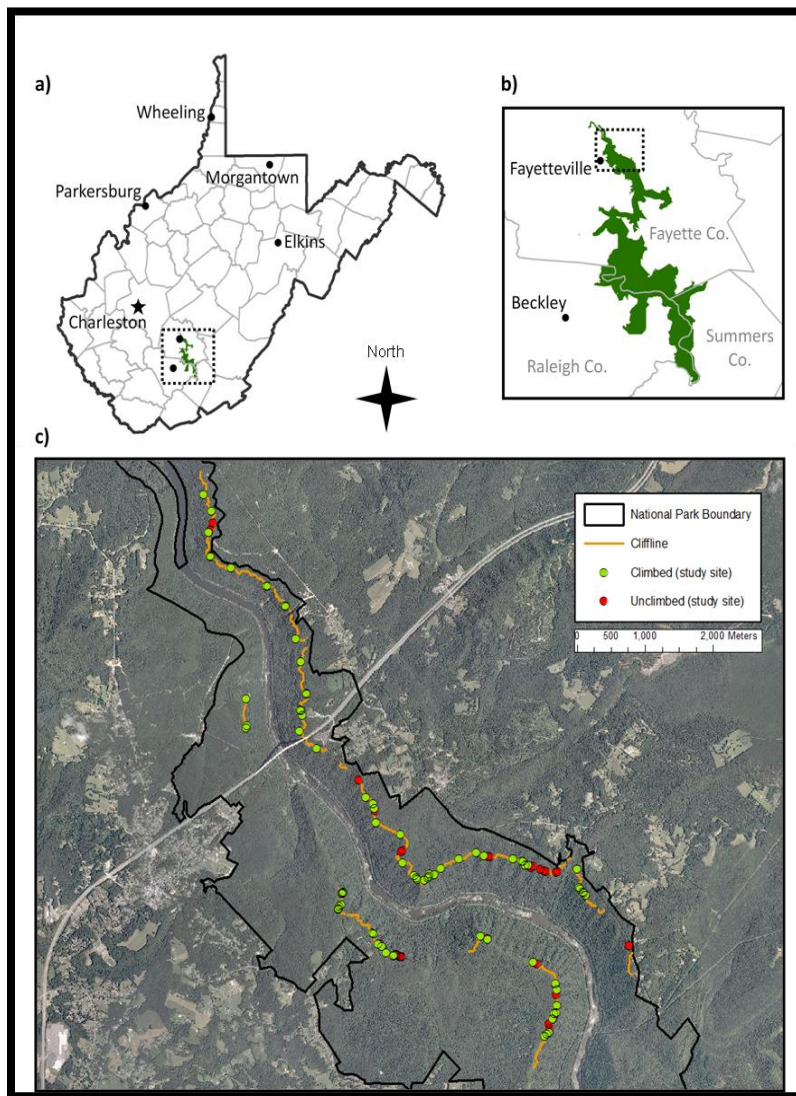 a)
Wheeling
Morgantown
Parkersburg
Elkins
Charleston
North
b)
Fayetteville
Fayette Co.
Beckley
Summers
Co.
Raleigh Co.
c)
National Park Boundary
Cliffline
Climbed (study site)
Unclimbed (study site)
0 500 1,000 2,000 Meters